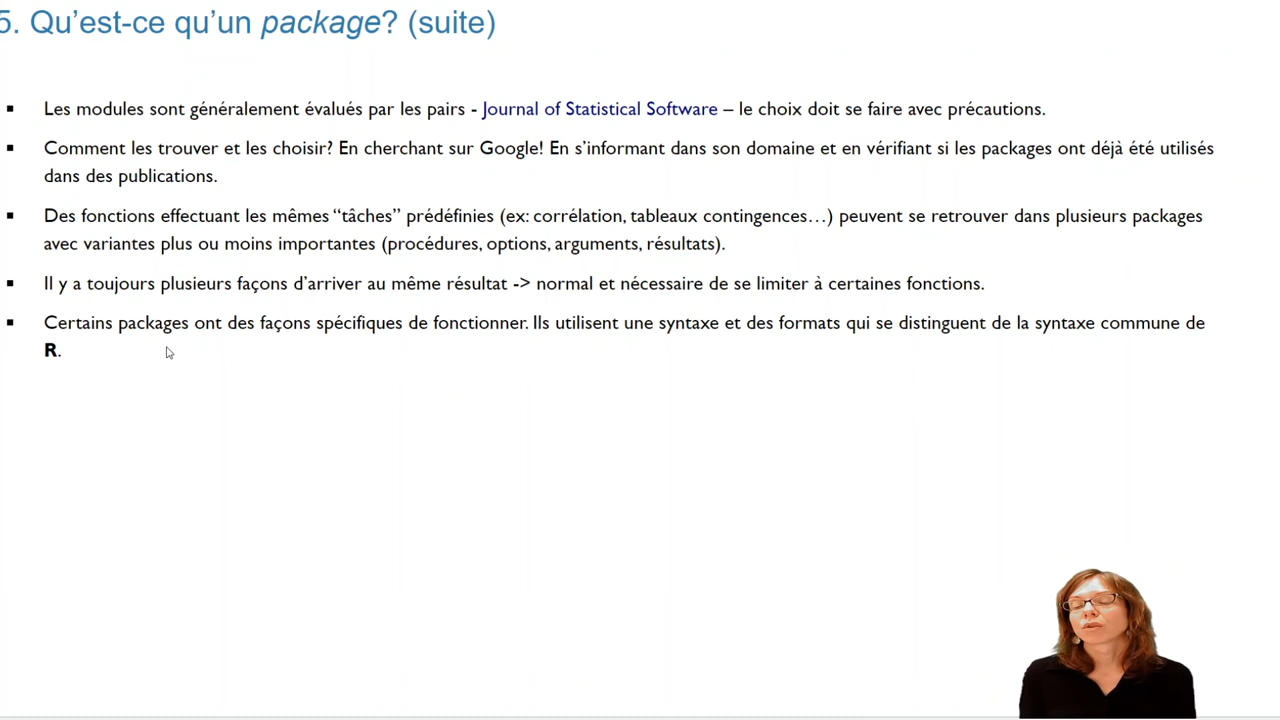 5. Qu’est-ce qu’un package? (suite)
▪ Les modules sont généralement évalués par les pairs - Journal of Statistical Software – le choix doit se faire avec précautions.
▪ Comment les trouver et les choisir? En cherchant sur Google! En s’informant dans son domaine et en vérifiant si les packages ont déjà été utilisés
dans des publications.
▪ Des fonctions effectuant les mêmes “tâches” prédéfinies (ex: corrélation, tableaux contingences…) peuvent se retrouver dans plusieurs packages
avec variantes plus ou moins importantes (procédures, options, arguments, résultats).
▪ Il y a toujours plusieurs façons d’arriver au même résultat -> normal et nécessaire de se limiter à certaines fonctions.
▪ Certains packages ont des façons spécifiques de fonctionner. Ils utilisent une syntaxe et des formats qui se distinguent de la syntaxe commune de
R.